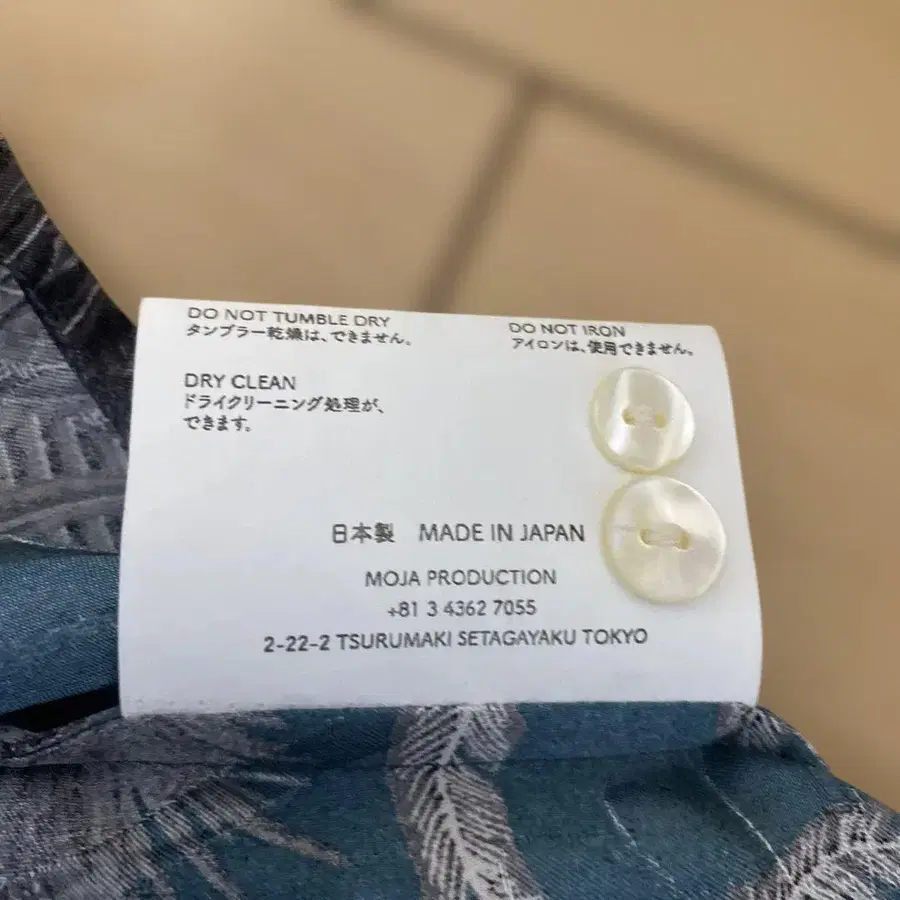 DO NOT TUMBLE DRY
タンブラー乾燥は、できません。
DO NOT IRON
アイロンは、使用できません。
DRY CLEAN
ドライクリーニング処理が、
できます。
日本製 MADE IN JAPAN
MOJA PRODUCTION
+81 3 4362 7055
2-22-2 TSURUMAKI SETAGAYAKU TOKYO